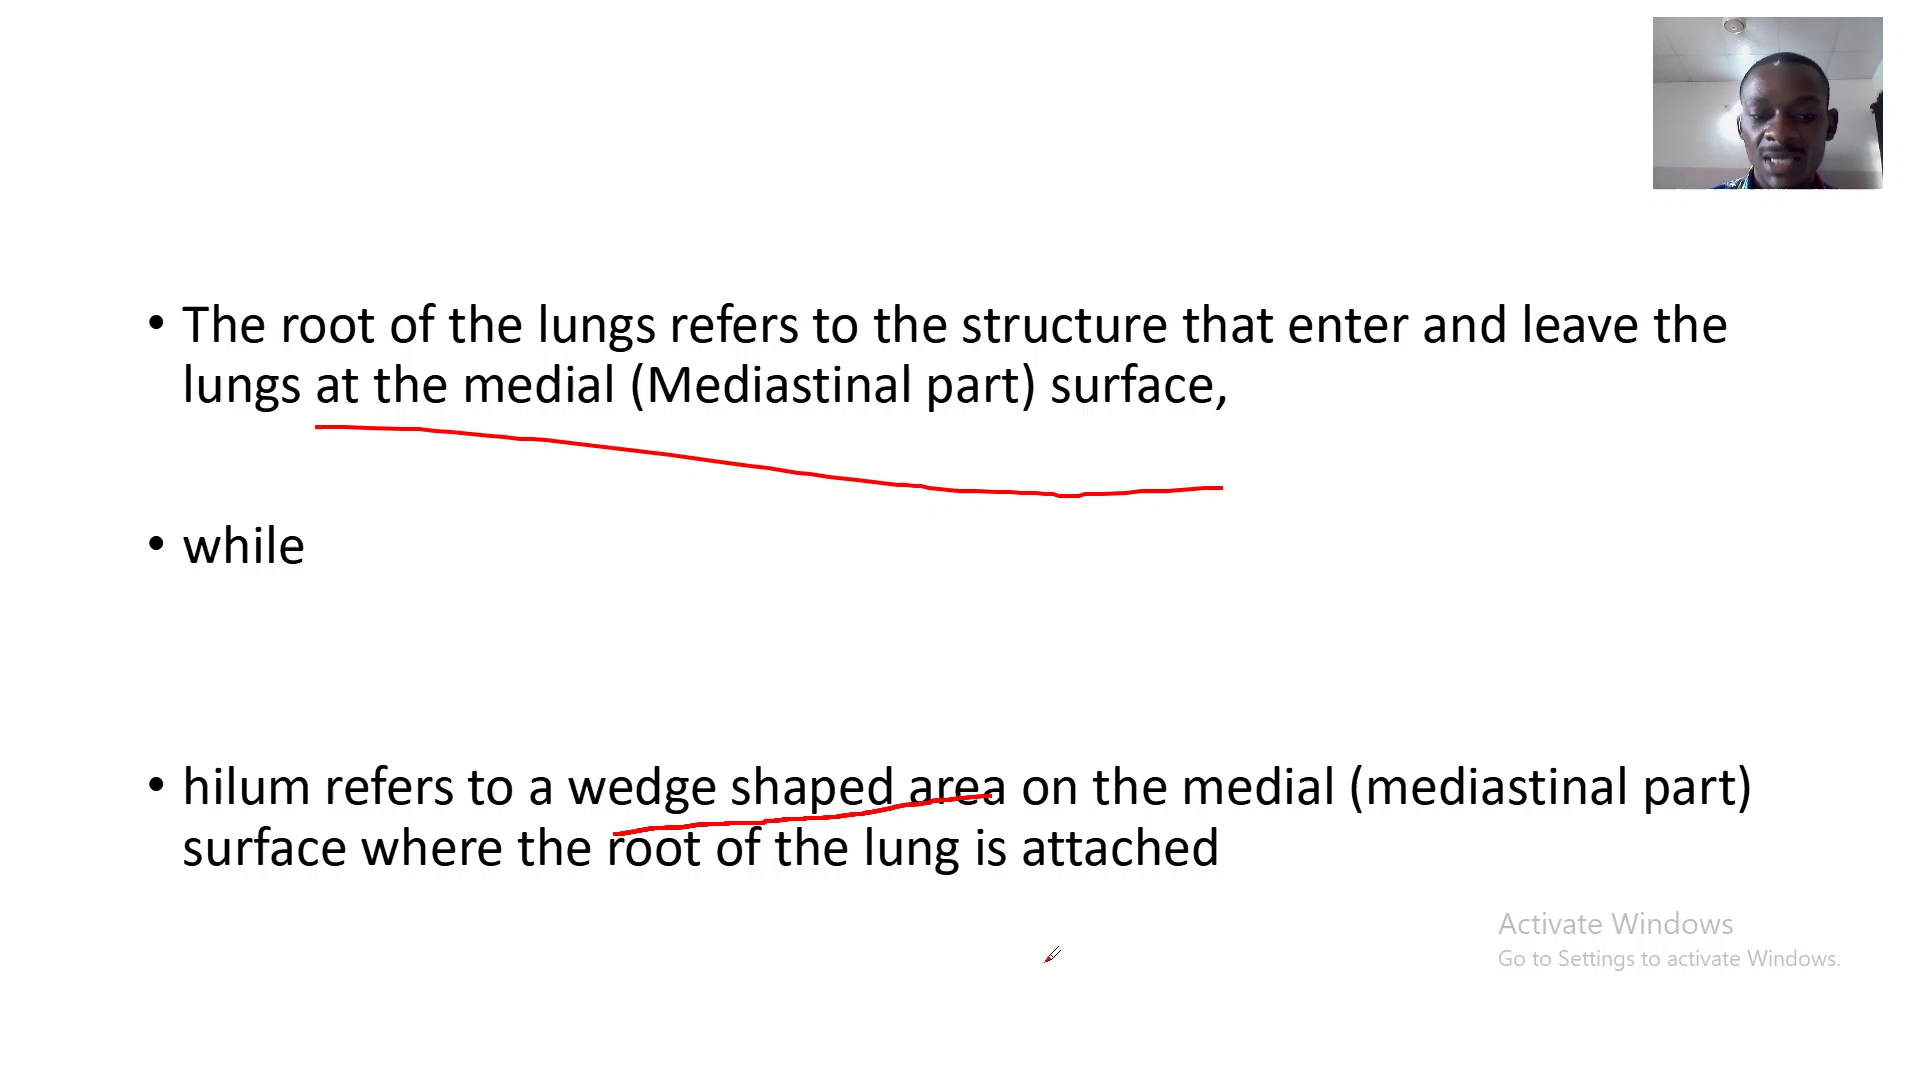 • The root of the lungs refers to the structure that enter and leave the
lungs at the medial (Mediastinal part) surface,
• while
• hilum refers to a wedge shaped area on the medial (mediastinal part)
surface where the root of the lung is attached
Activate Windows
Go to Settings to activate Windows.